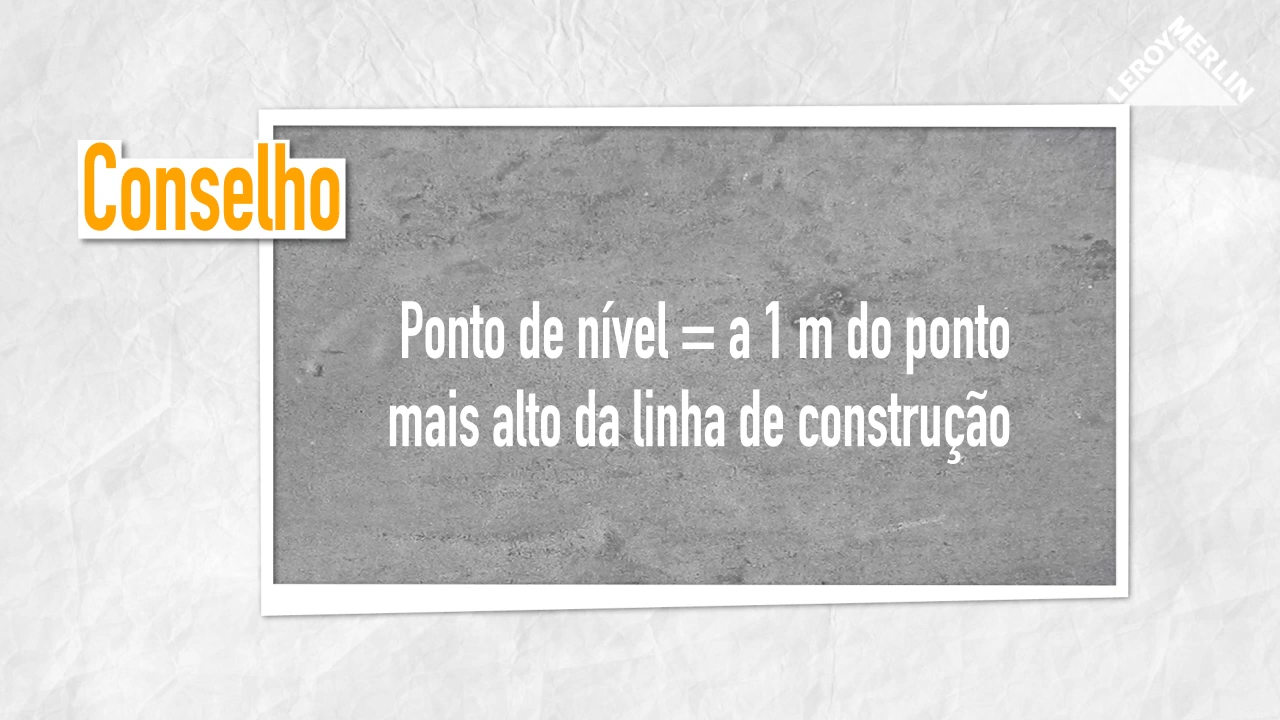 LEROY MERLIN
Conselho
Ponto de nível = a 1 m do ponto
mais alto da linha de construção